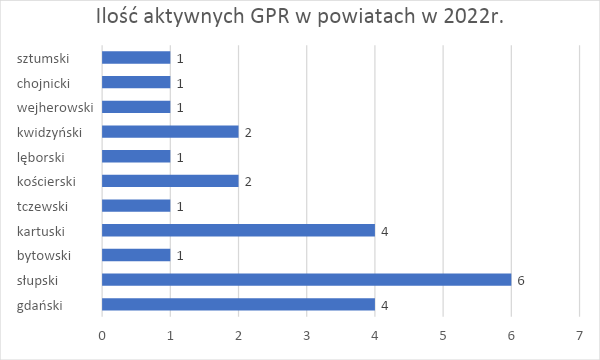 Ilość aktywnych GPR w powiatach w 2022r.
sztumski 1
chojnicki 1
wejherowski 1
kwidzyński 2
lęborski 1
kościerski 2
tczewski 1
kartuski 4
bytowski 1
słupski 6
gdański 4
0 1 2 3 4 5 6 7